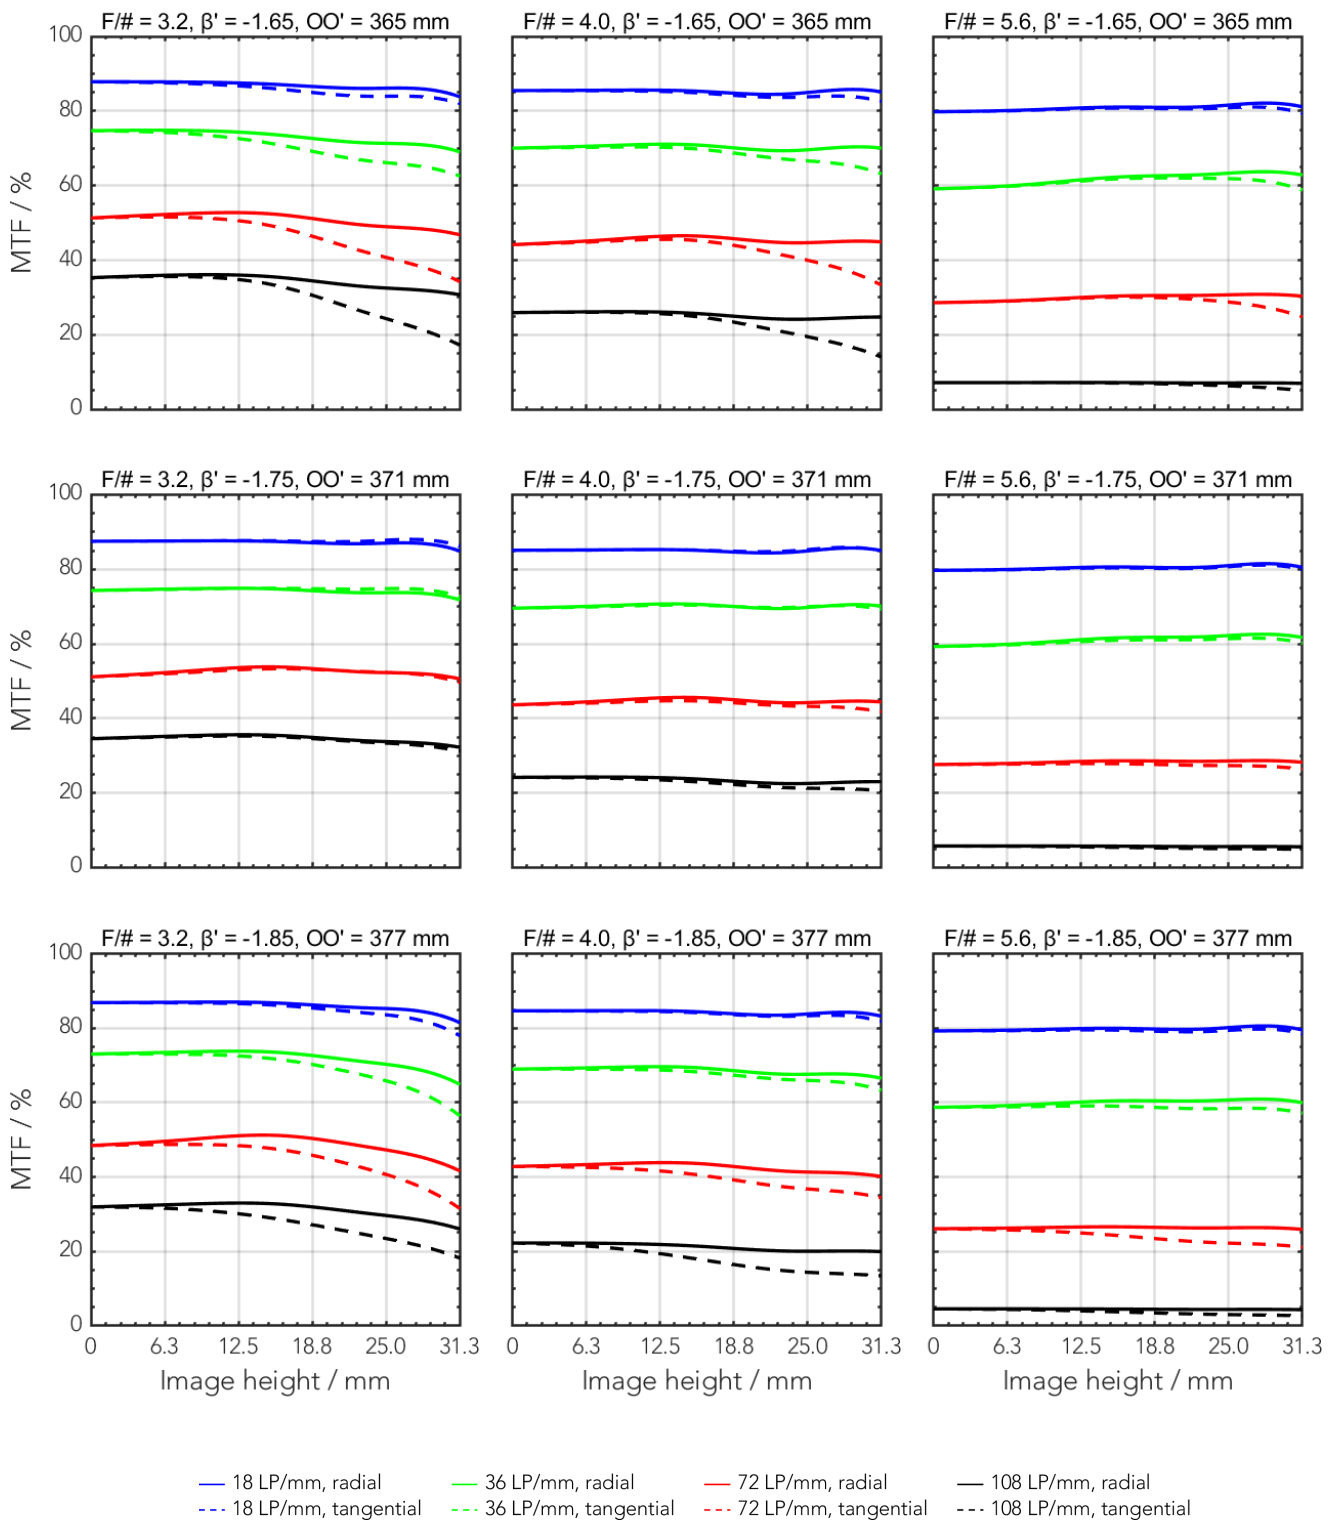 F/# = 3.2, β' = -1.65, OO' = 365 mm
F/# = 4.0, β' = -1.65, OO' = 365 mm
F/# = 5.6, β' = -1.65, OO' = 365 mm
100
80
60
40
20
0
MTF / %
F/# = 3.2, β' = -1.75, OO' = 371 mm
F/# = 4.0, β' = -1.75, OO' = 371 mm
F/# = 5.6, β' = -1.75, OO' = 371 mm
100
80
60
40
20
0
MTF / %
F/# = 3.2, β' = -1.85, OO' = 377 mm
F/# = 4.0, β' = -1.85, OO' = 377 mm
F/# = 5.6, β' = -1.85, OO' = 377 mm
100
80
60
40
20
0
MTF / %
0 6.3 12.5 18.8 25.0 31.3
0 6.3 12.5 18.8 25.0 31.3
0 6.3 12.5 18.8 25.0 31.3
Image height / mm
Image height / mm
Image height / mm
18 LP/mm, radial
36 LP/mm, radial
72 LP/mm, radial
108 LP/mm, radial
18 LP/mm, tangential
36 LP/mm, tangential
72 LP/mm, tangential
108 LP/mm, tangential